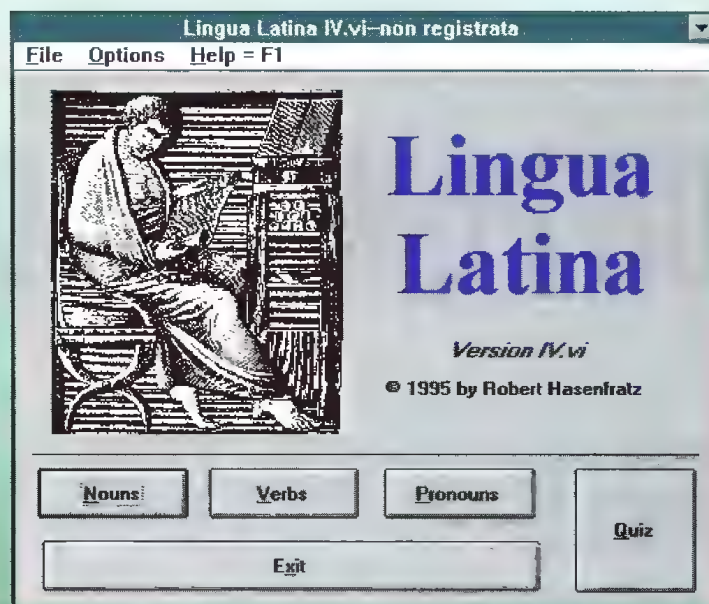 Lingua Latina IV.vi–non registrata
File Options Help = F1
Lingua
Latina
Version IV.vi
© 1995 by Robert Hasenfratz
Nouns Verbs Pronouns
Quiz
Exit